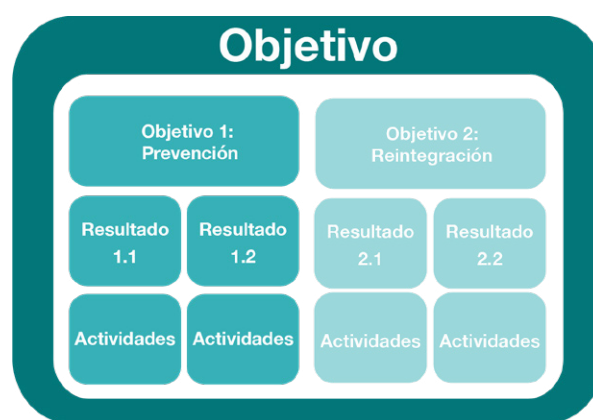 Objetivo
Objetivo 1:
Prevención
Objetivo 2:
Reintegración
Resultado
1.1
Resultado
1.2
Resultado
2.1
Resultado
2.2
Actividades
Actividades
Actividades
Actividades